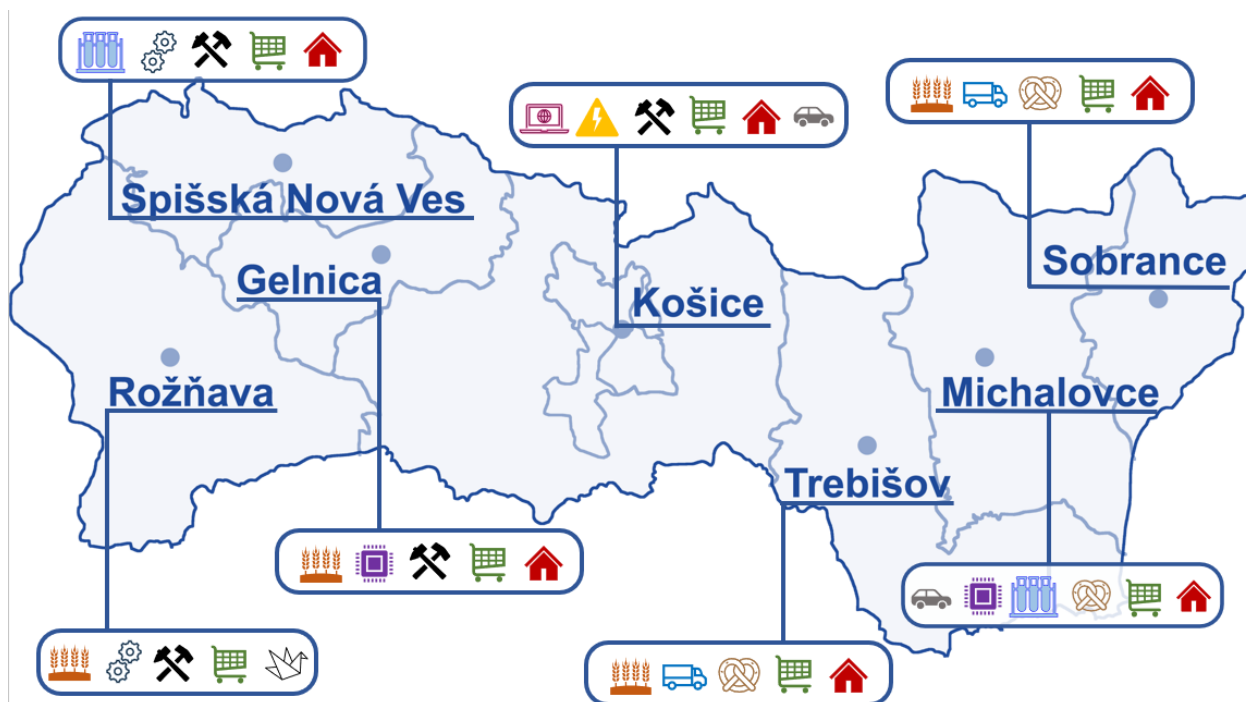 Spišská Nová Ves
Gelnica
Košice
Sobrance
Rožňava
Michalovce
Trebišov